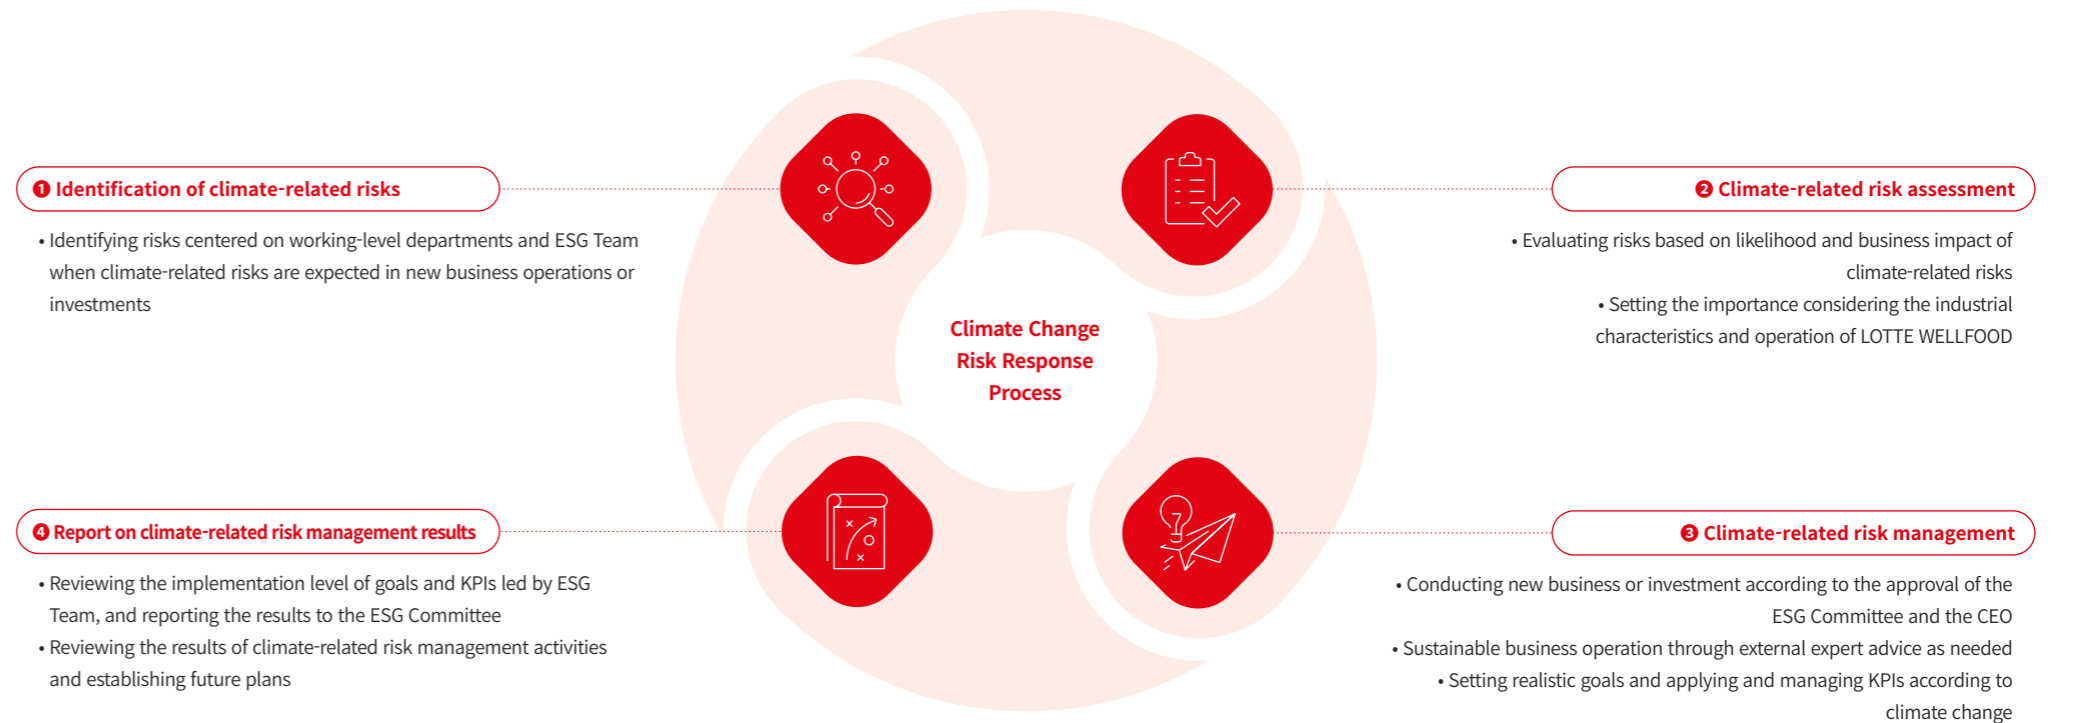 ❶ Identification of climate-related risks
• Identifying risks centered on working-level departments and ESG Team
when climate-related risks are expected in new business operations or
investments
❷ Climate-related risk assessment
• Evaluating risks based on likelihood and business impact of
climate-related risks
• Setting the importance considering the industrial
characteristics and operation of LOTTE WELLFOOD
Climate Change
Risk Response
Process
❸ Climate-related risk management
• Conducting new business or investment according to the approval of the
ESG Committee and the CEO
• Sustainable business operation through external expert advice as needed
• Setting realistic goals and applying and managing KPIs according to
climate change
❹ Report on climate-related risk management results
• Reviewing the implementation level of goals and KPIs led by ESG
Team, and reporting the results to the ESG Committee
• Reviewing the results of climate-related risk management activities
and establishing future plans